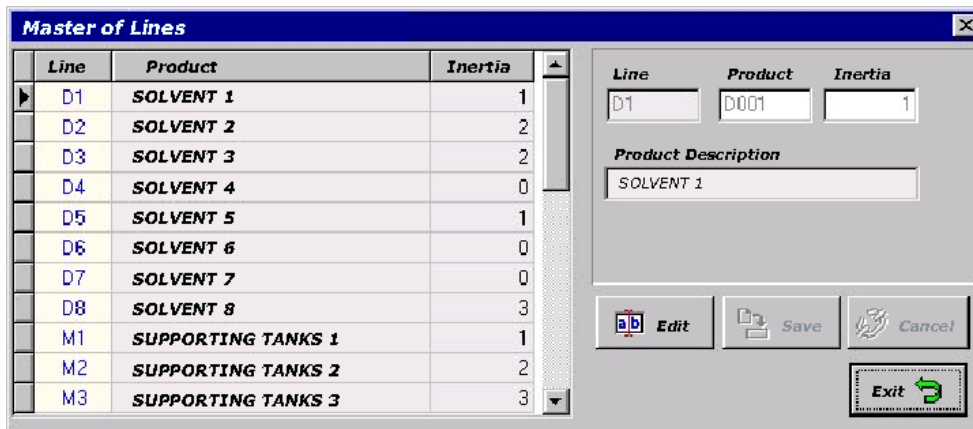 Master of Lines
Line Product Inertia
D1 SOLVENT 1 1
D2 SOLVENT 2 2
D3 SOLVENT 3 2
D4 SOLVENT 4 0
D5 SOLVENT 5 1
D6 SOLVENT 6 0
D7 SOLVENT 7 0
D8 SOLVENT 8 3
M1 SUPPORTING TANKS 1 1
M2 SUPPORTING TANKS 2 2
M3 SUPPORTING TANKS 3 3
Line Product Inertia
D1 D001 1
Product Description
SOLVENT 1
ab Edit Save Cancel
Exit